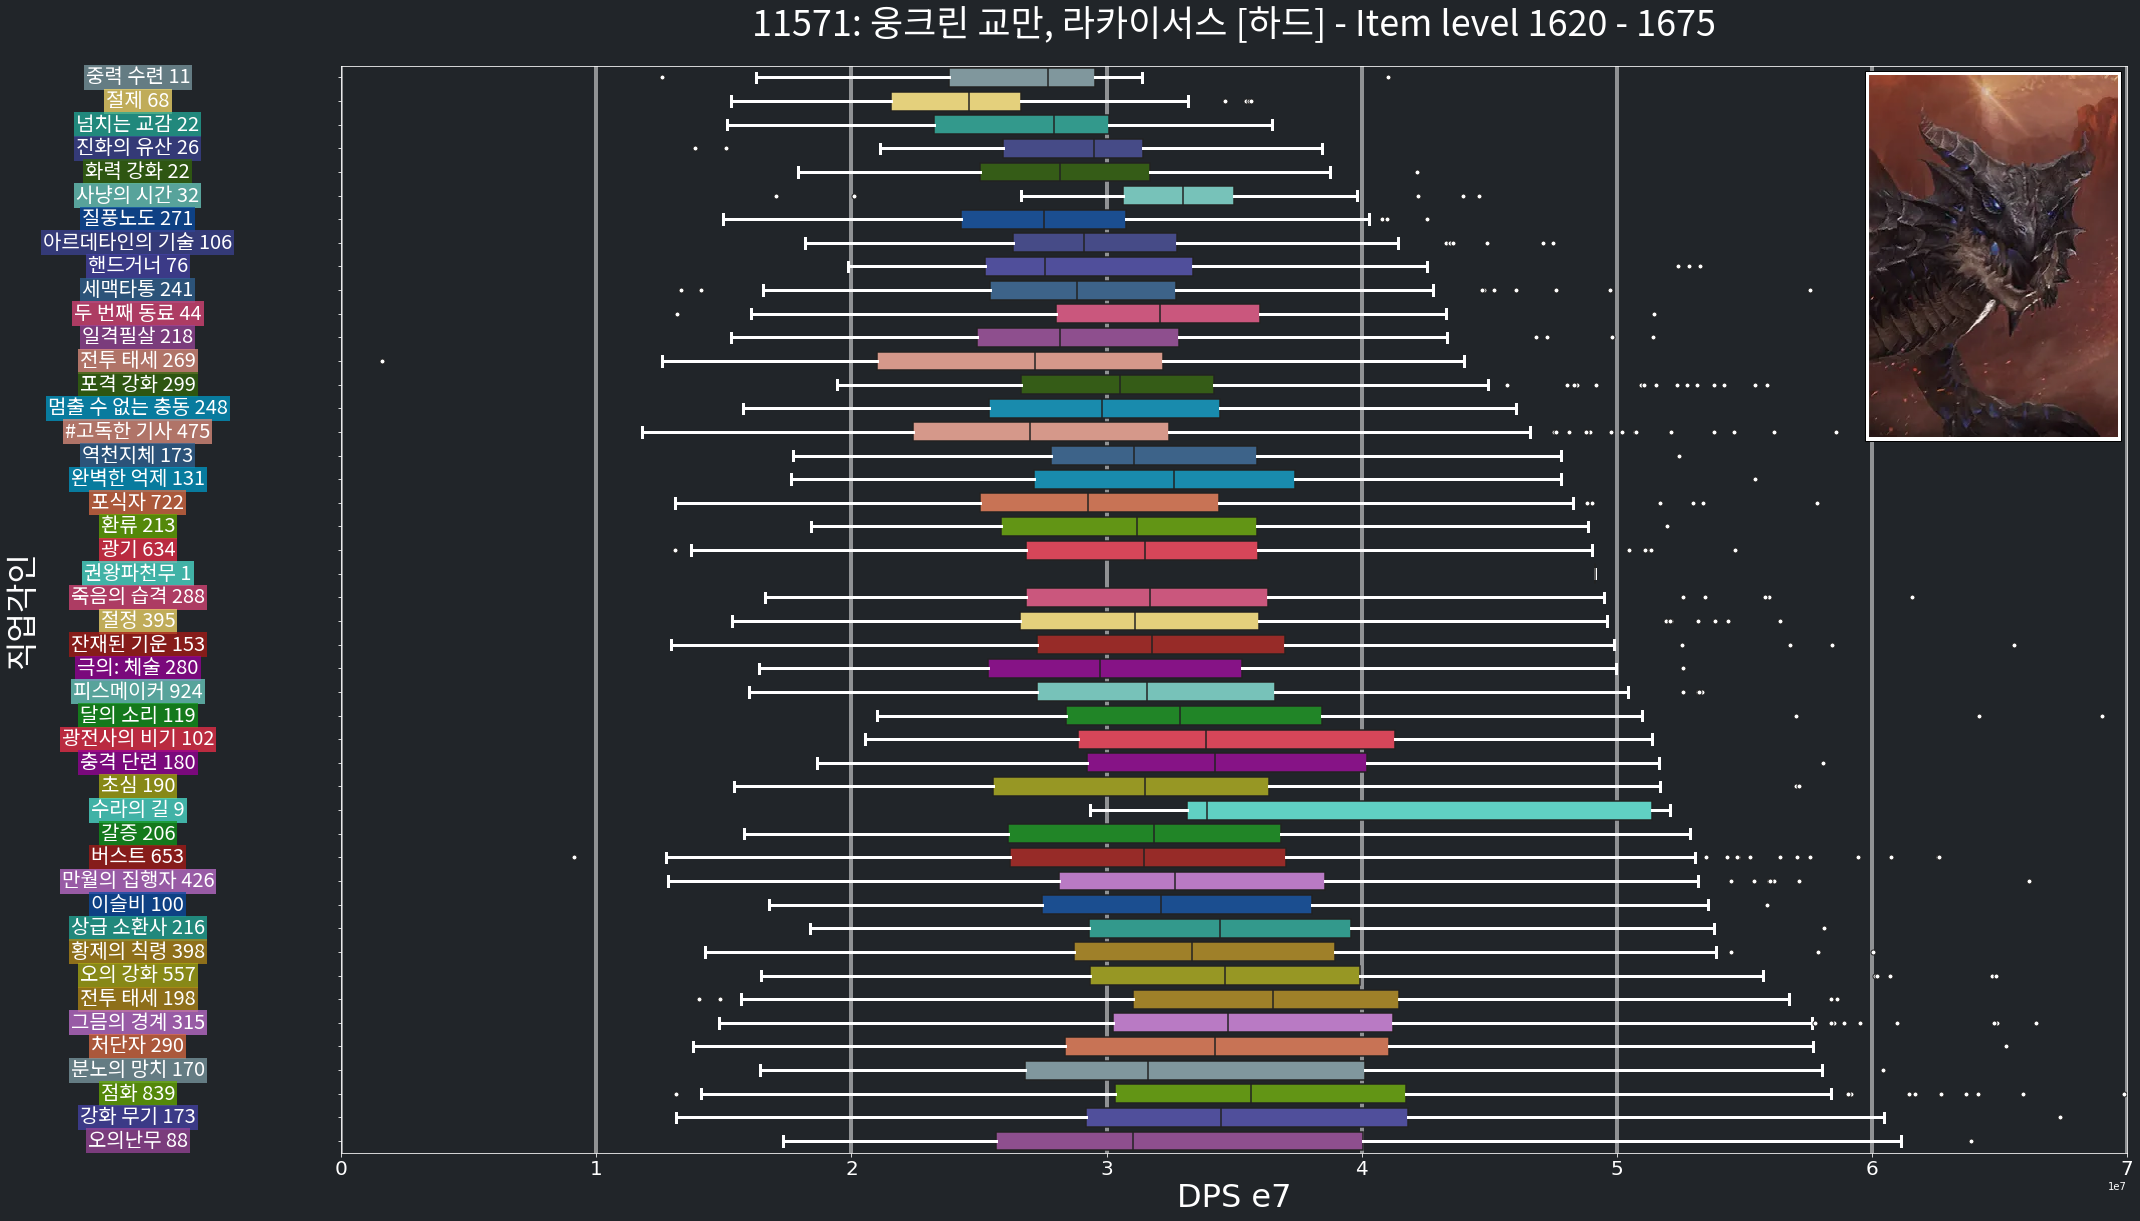 11571: 웅크린 교만, 라카이서스 [하드] - Item level 1620 - 1675
중력 수련 11
절제 68
넘치는 교감 22
진화의 유산 26
화력 강화 22
사냥의 시간 32
질풍노도 271
아르데타인의 기술 106
핸드거너 76
세맥타통 241
두 번째 동료 44
일격필살 218
전투 태세 269
포격 강화 299
멈출 수 없는 충동 248
#고독한 기사 475
역천지체 173
완벽한 억제 131
포식자 722
환류 213
광기 634
권왕파천무 1
죽음의 습격 288
절정 395
잔재된 기운 153
극의: 체술 280
피스메이커 924
달의 소리 119
광전사의 비기 102
충격 단련 180
초심 190
수라의 길 9
갈증 206
버스트 653
만월의 집행자 426
이슬비 100
상급 소환사 216
황제의 칙령 398
오의 강화 557
전투 태세 198
그믐의 경계 315
처단자 290
분노의 망치 170
점화 839
강화 무기 173
오의난무 88
직업각인
0 1 2 3 4 5 6 7
DPS e7
1e7